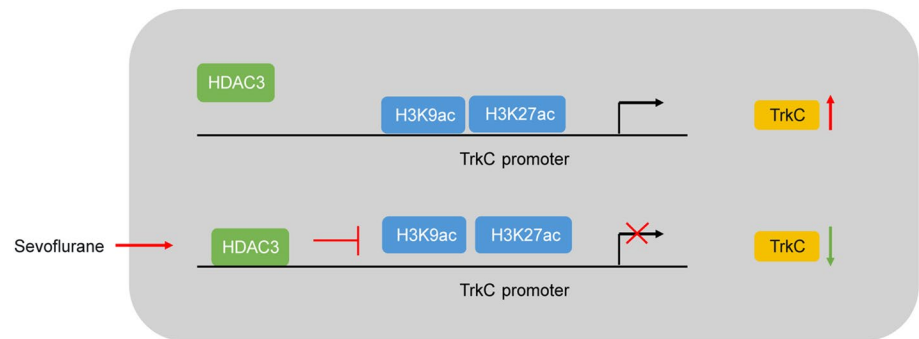 HDAC3
H3K9ac H3K27ac
TrkC
TrkC promoter
Sevoflurane
HDAC3
H3K9ac H3K27ac
TrkC
TrkC promoter